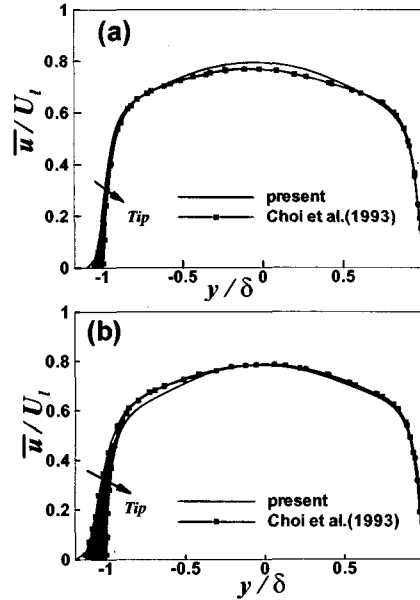 (a)
1
0.8
0.6
0.4
0.2
0
u̅ / U_l
Tip
present
Choi et al.(1993)
-1
-0.5
0
0.5
y / δ
(b)
1
0.8
0.6
0.4
0.2
0
u̅ / U_l
Tip
present
Choi et al.(1993)
-1
-0.5
0
0.5
y / δ